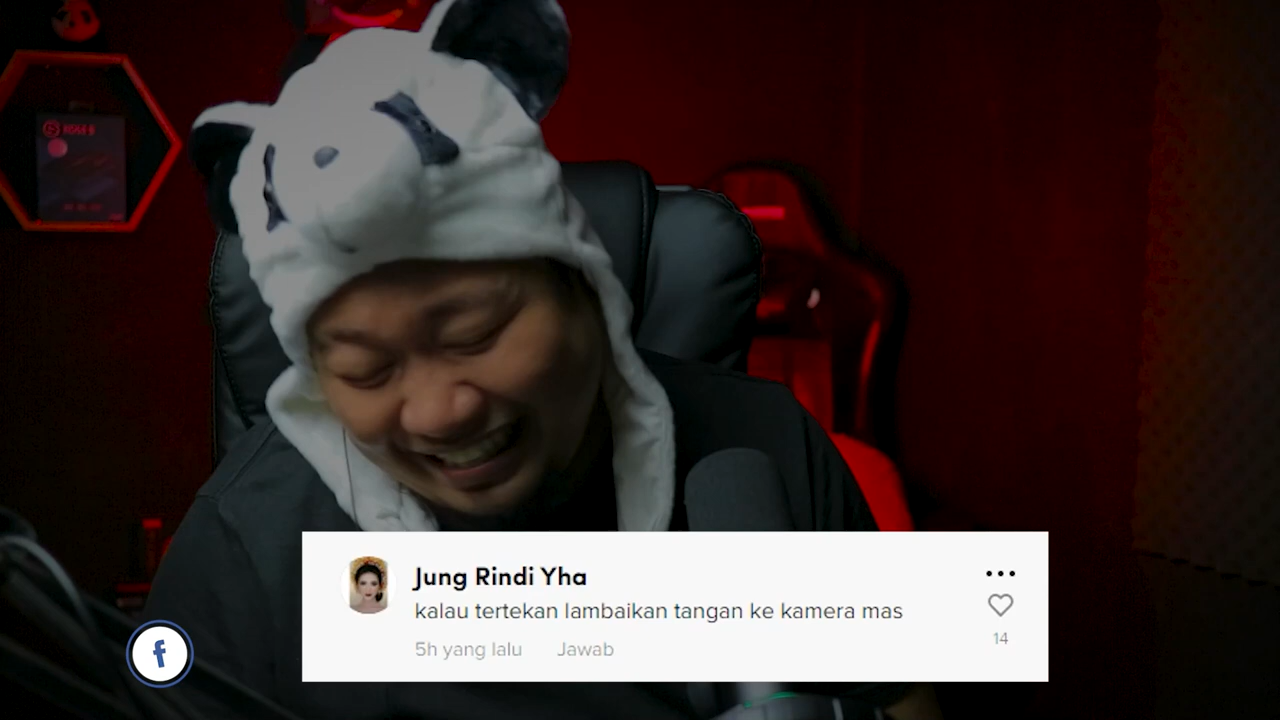 Jung Rindi Yha
kalau tertekan lambaikan tangan ke kamera mas
5h yang lalu Jawab
14
f